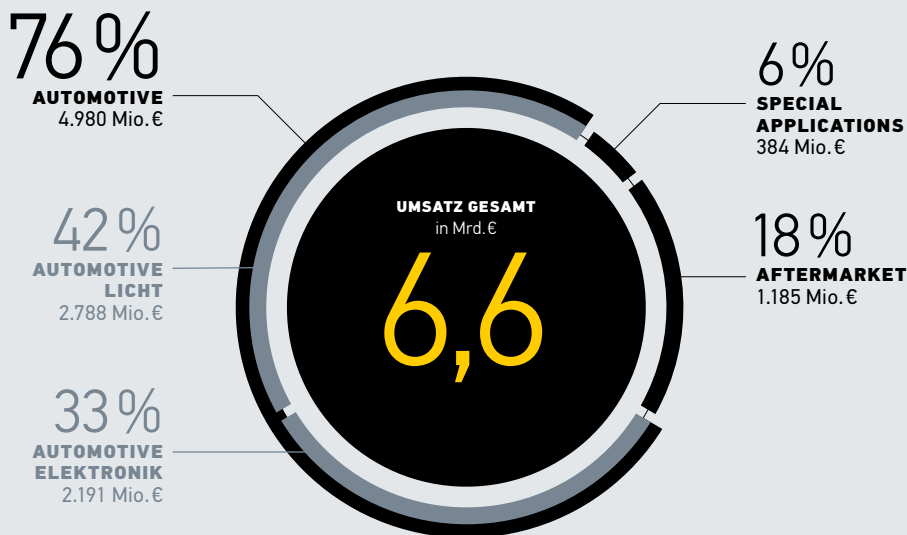 76 %
AUTOMOTIVE
4.980 Mio. €
42 %
AUTOMOTIVE
LICHT
2.788 Mio. €
33 %
AUTOMOTIVE
ELEKTRONIK
2.191 Mio. €
UMSATZ GESAMT
in Mrd. €
6,6
6 %
SPECIAL
APPLICATIONS
384 Mio. €
18 %
AFTERMARKET
1.185 Mio. €